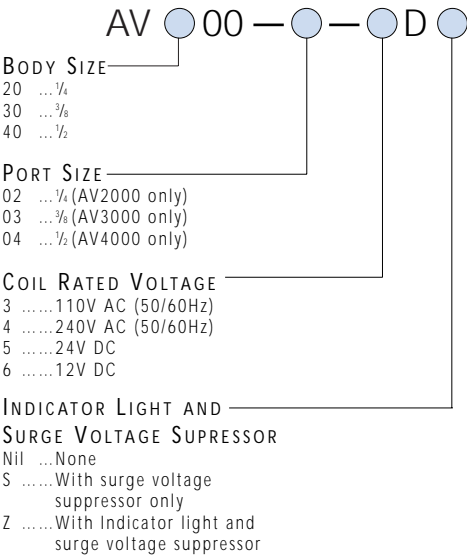 AV 00 — — D
BODY SIZE
20 ...1/4
30 ...3/8
40 ...1/2
PORT SIZE
02 ...1/4 (AV2000 only)
03 ...3/8 (AV3000 only)
04 ...1/2 (AV4000 only)
COIL RATED VOLTAGE
3 ......110V AC (50/60Hz)
4 ......240V AC (50/60Hz)
5 ......24V DC
6 ......12V DC
INDICATOR LIGHT AND
SURGE VOLTAGE SUPRESSOR
Nil ...None
S ......With surge voltage
suppressor only
Z ......With Indicator light and
surge voltage suppressor